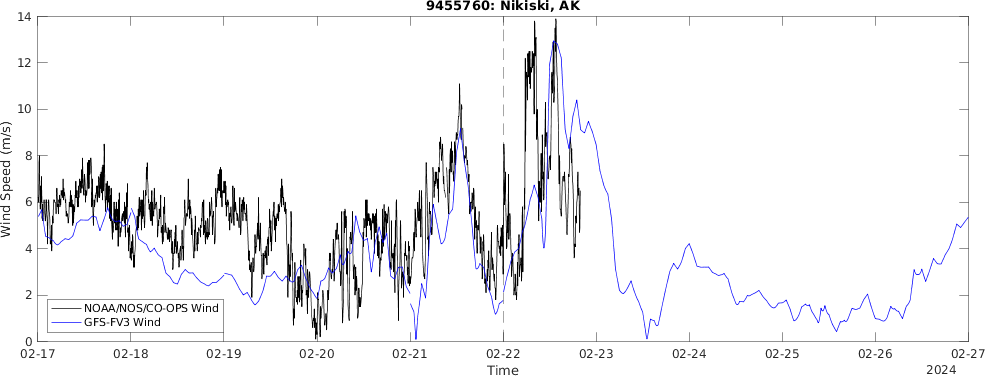 9455760: Nikiski, AK
Wind Speed (m/s)
14
12
10
8
6
4
2
0
NOAA/NOS/CO-OPS Wind
GFS-FV3 Wind
02-17 02-18 02-19 02-20 02-21 02-22 02-23 02-24 02-25 02-26 02-27
Time
2024